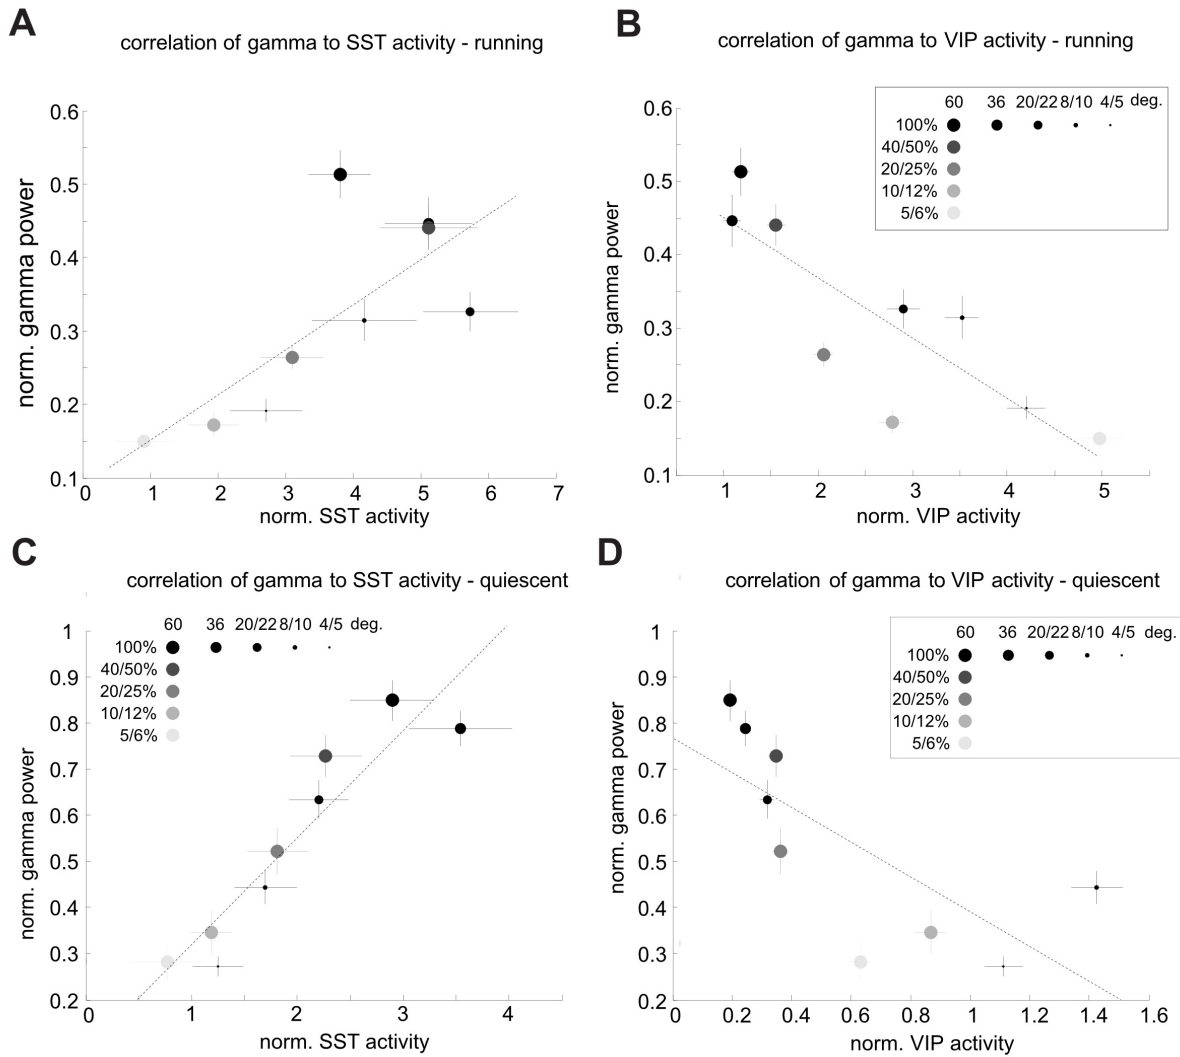 A
correlation of gamma to SST activity - running
norm. gamma power
0.6
0.5
0.4
0.3
0.2
0.1
0 1 2 3 4 5 6 7
norm. SST activity
B
correlation of gamma to VIP activity - running
60 36 20/22 8/10 4/5 deg.
100%
40/50%
20/25%
10/12%
5/6%
norm. gamma power
0.6
0.5
0.4
0.3
0.2
0.1
1 2 3 4 5
norm. VIP activity
C
correlation of gamma to SST activity - quiescent
60 36 20/22 8/10 4/5 deg.
100%
40/50%
20/25%
10/12%
5/6%
norm. gamma power
1
0.9
0.8
0.7
0.6
0.5
0.4
0.3
0.2
0 1 2 3 4
norm. SST activity
D
correlation of gamma to VIP activity - quiescent
60 36 20/22 8/10 4/5 deg.
100%
40/50%
20/25%
10/12%
5/6%
norm. gamma power
1
0.9
0.8
0.7
0.6
0.5
0.4
0.3
0.2
0 0.2 0.4 0.6 0.8 1 1.2 1.4 1.6
norm. VIP activity